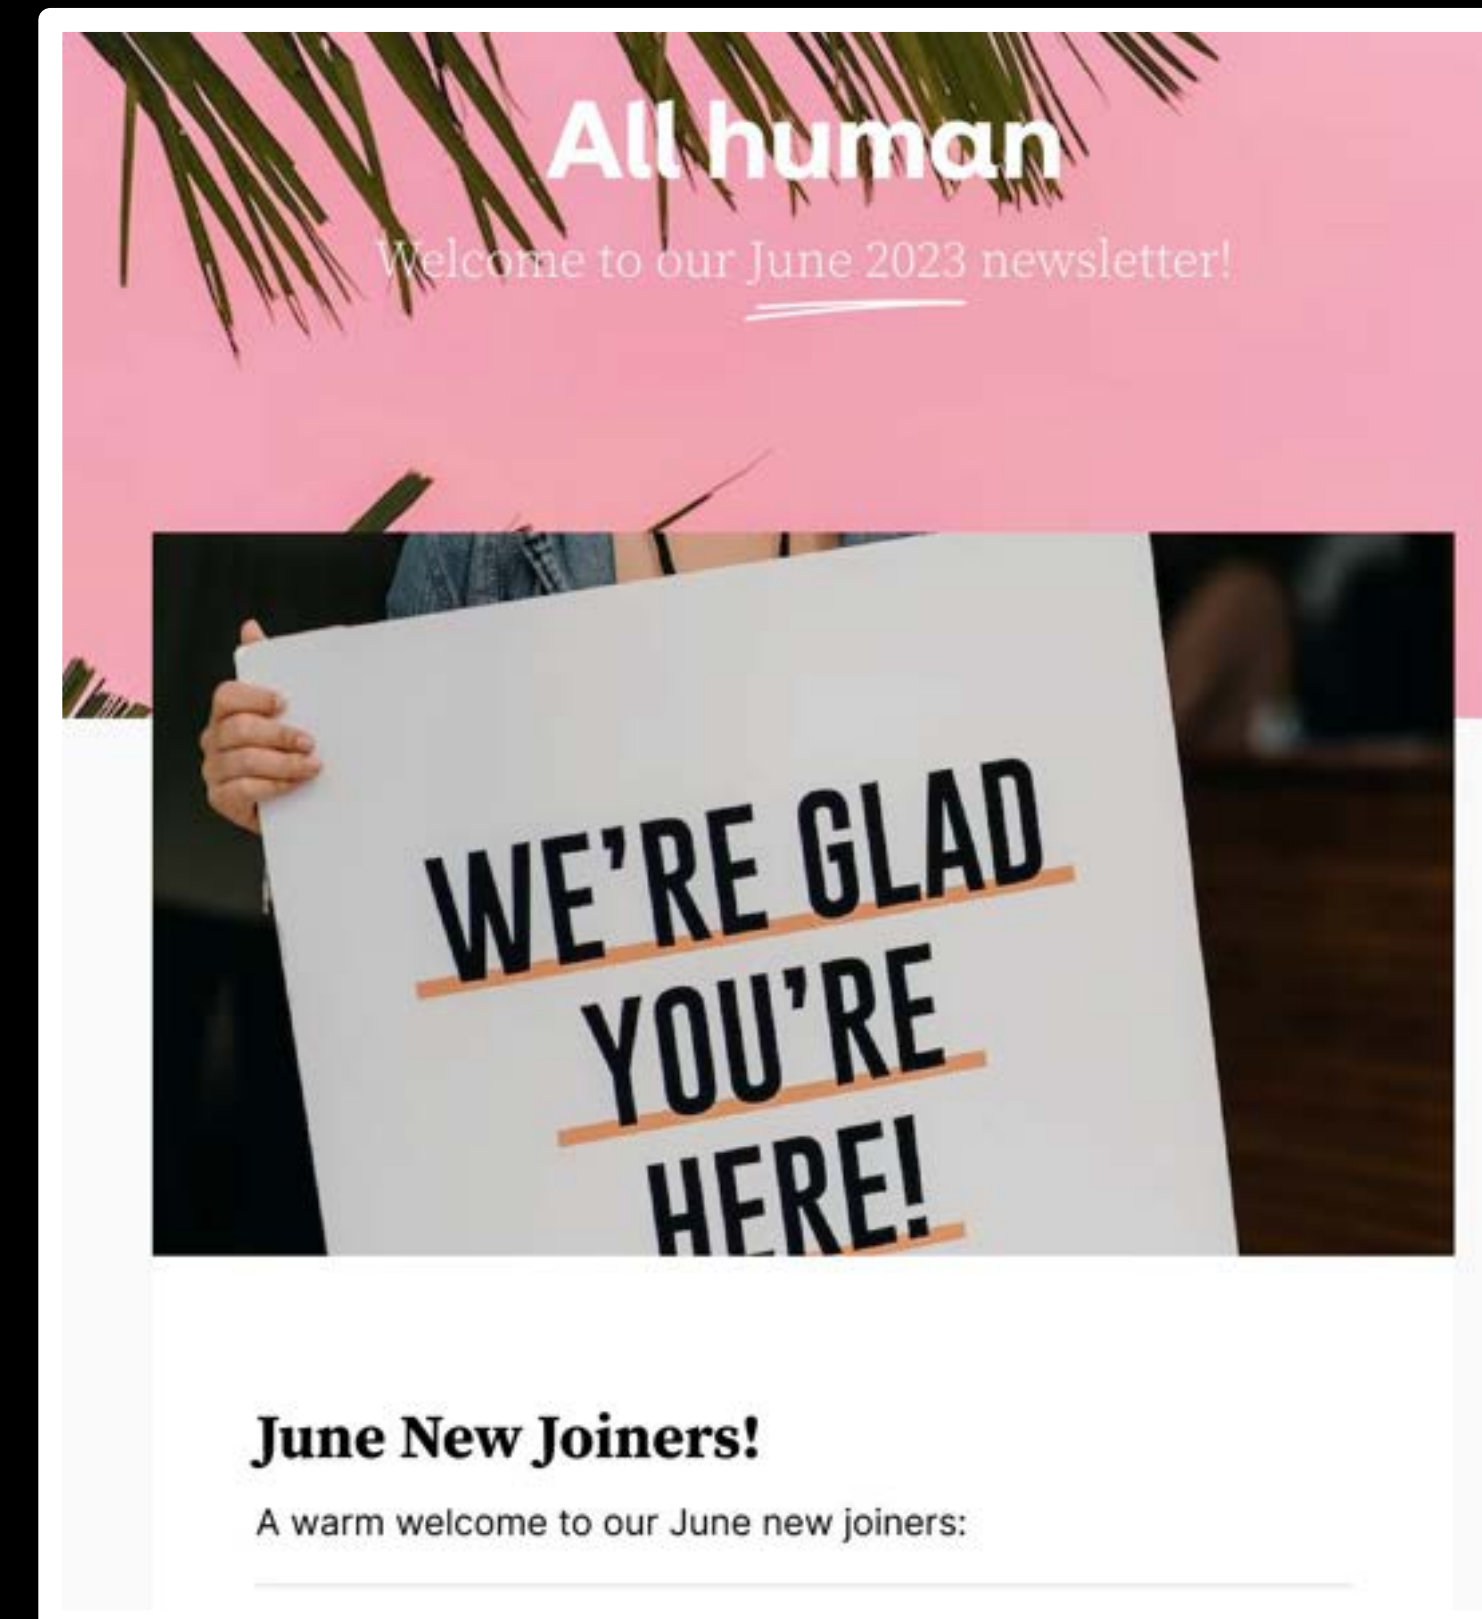 All human
Welcome to our June 2023 newsletter!
WE'RE GLAD
YOU'RE
HERE!
June New Joiners!
A warm welcome to our June new joiners: